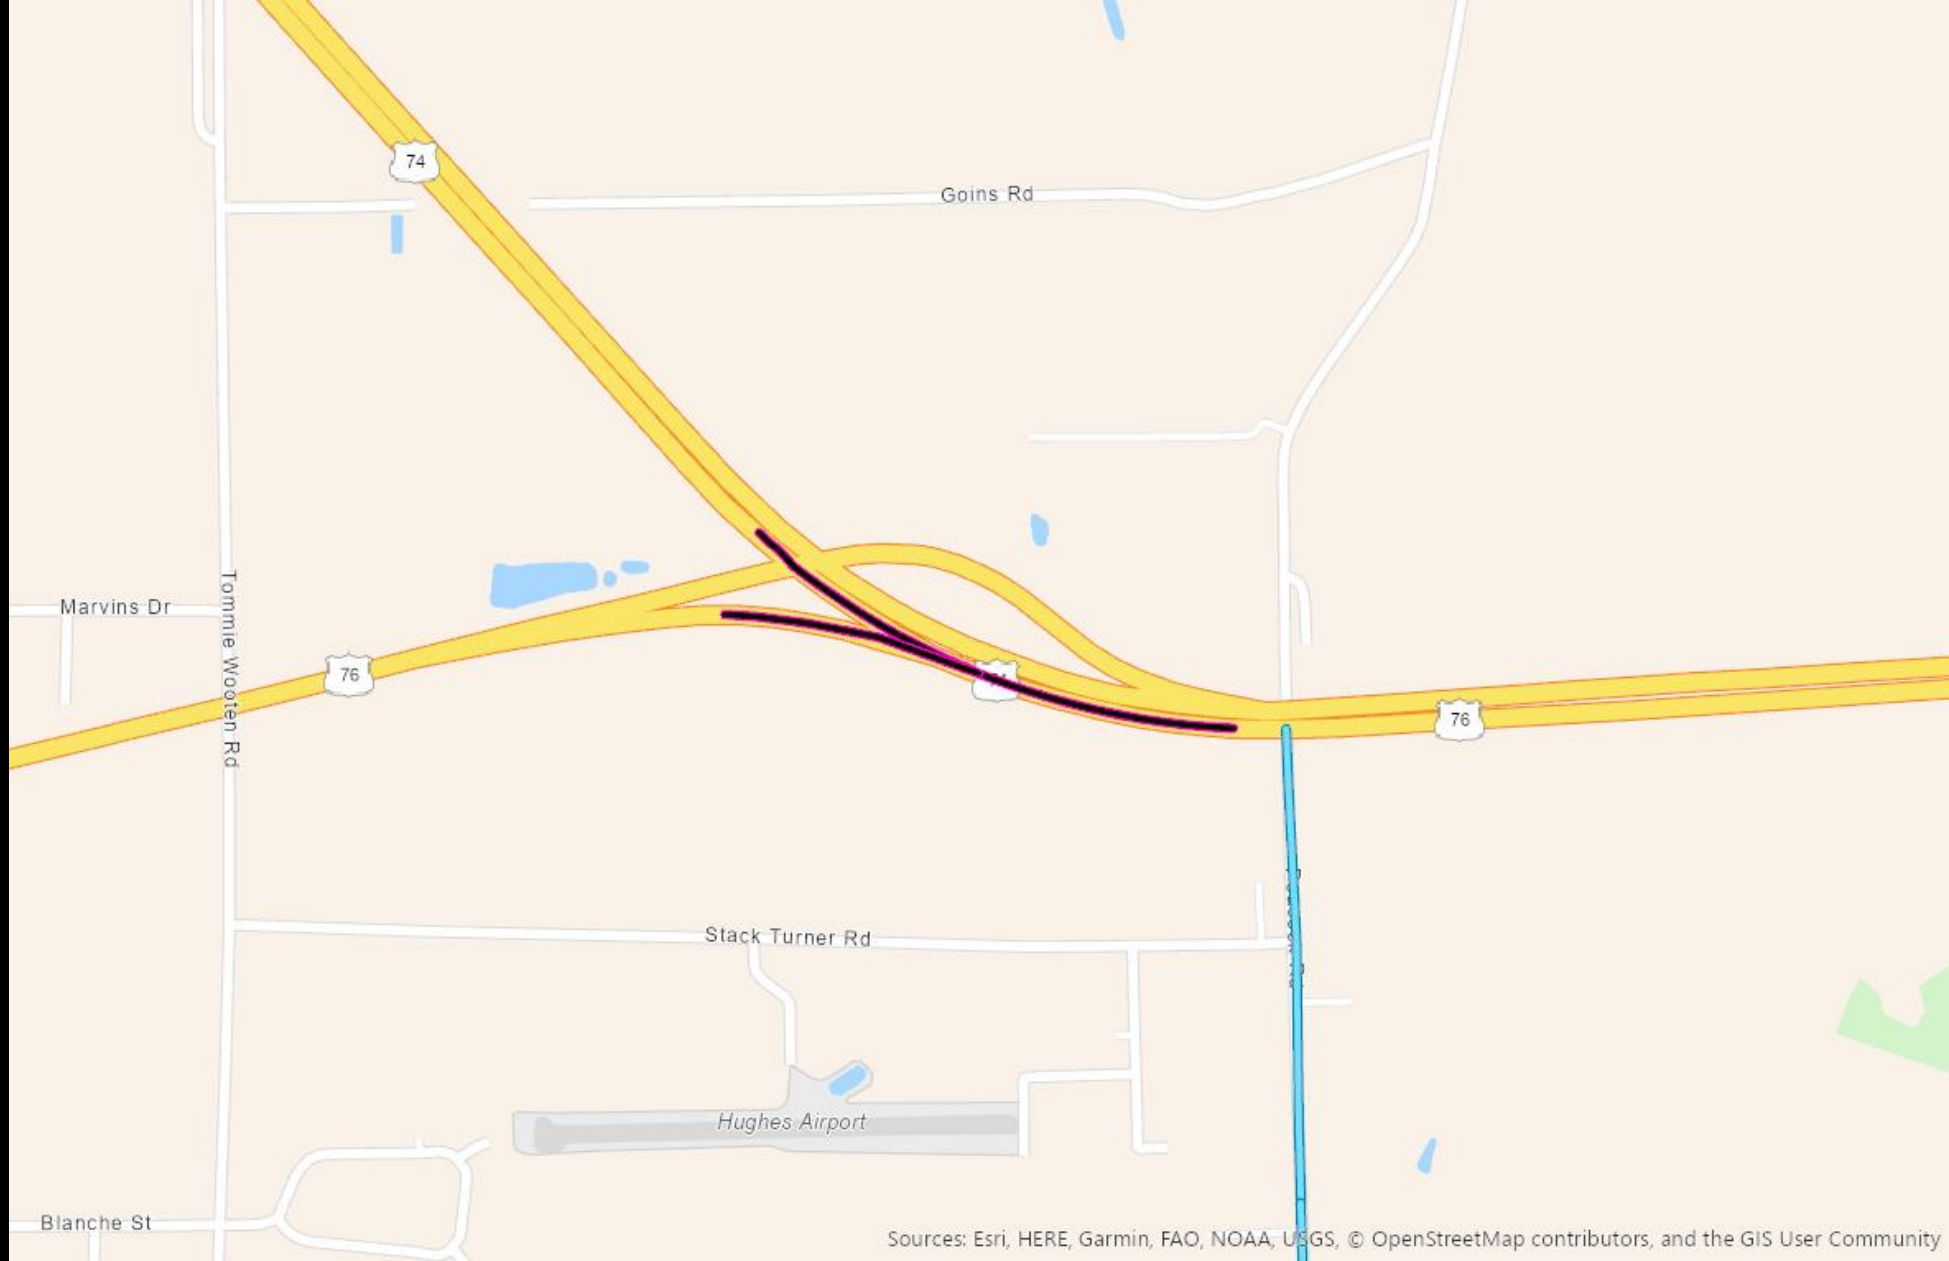 74
Goins Rd
Tommie Wooten Rd
Marvins Dr
76
76
Stack Turner Rd
Hughes Airport
Blanche St
Sources: Esri, HERE, Garmin, FAO, NOAA, USGS, © OpenStreetMap contributors, and the GIS User Community